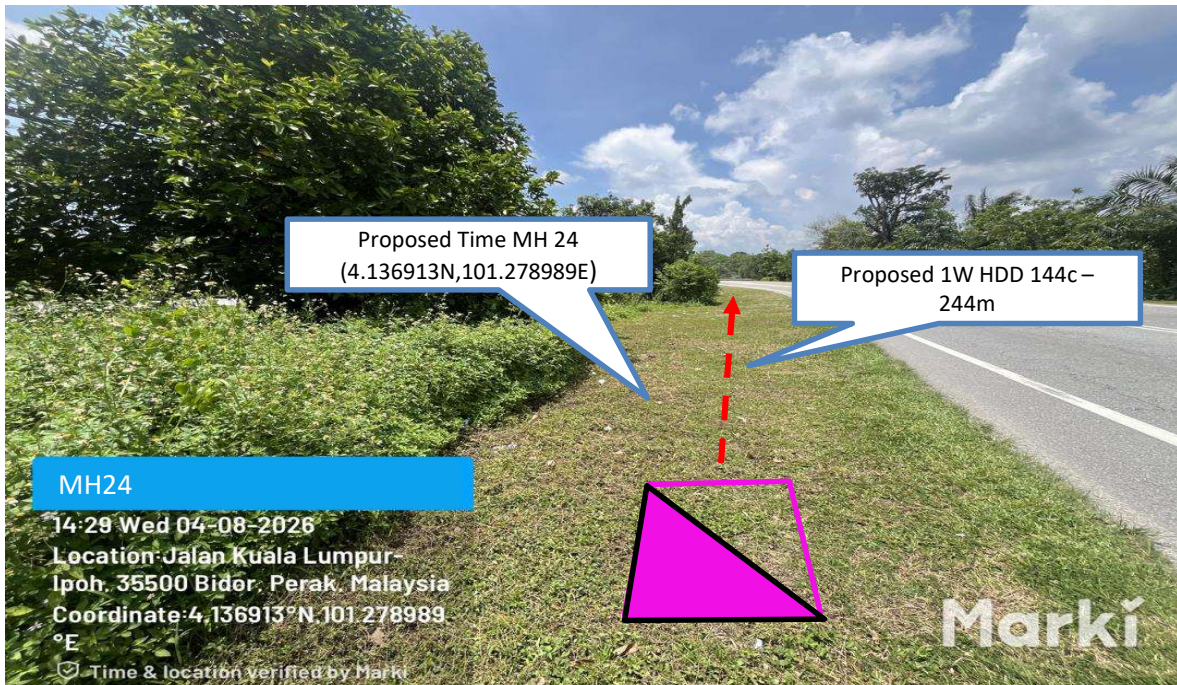 Proposed Time MH 24
(4.136913N,101.278989E)
Proposed 1W HDD 144c –
244m
MH24
14:29 Wed 04-08-2026
Location:Jalan Kuala Lumpur-
Ipoh, 35500 Bidor, Perak, Malaysia
Coordinate:4.136913°N,101.278989
°E
Time & location verified by Marki
Marki